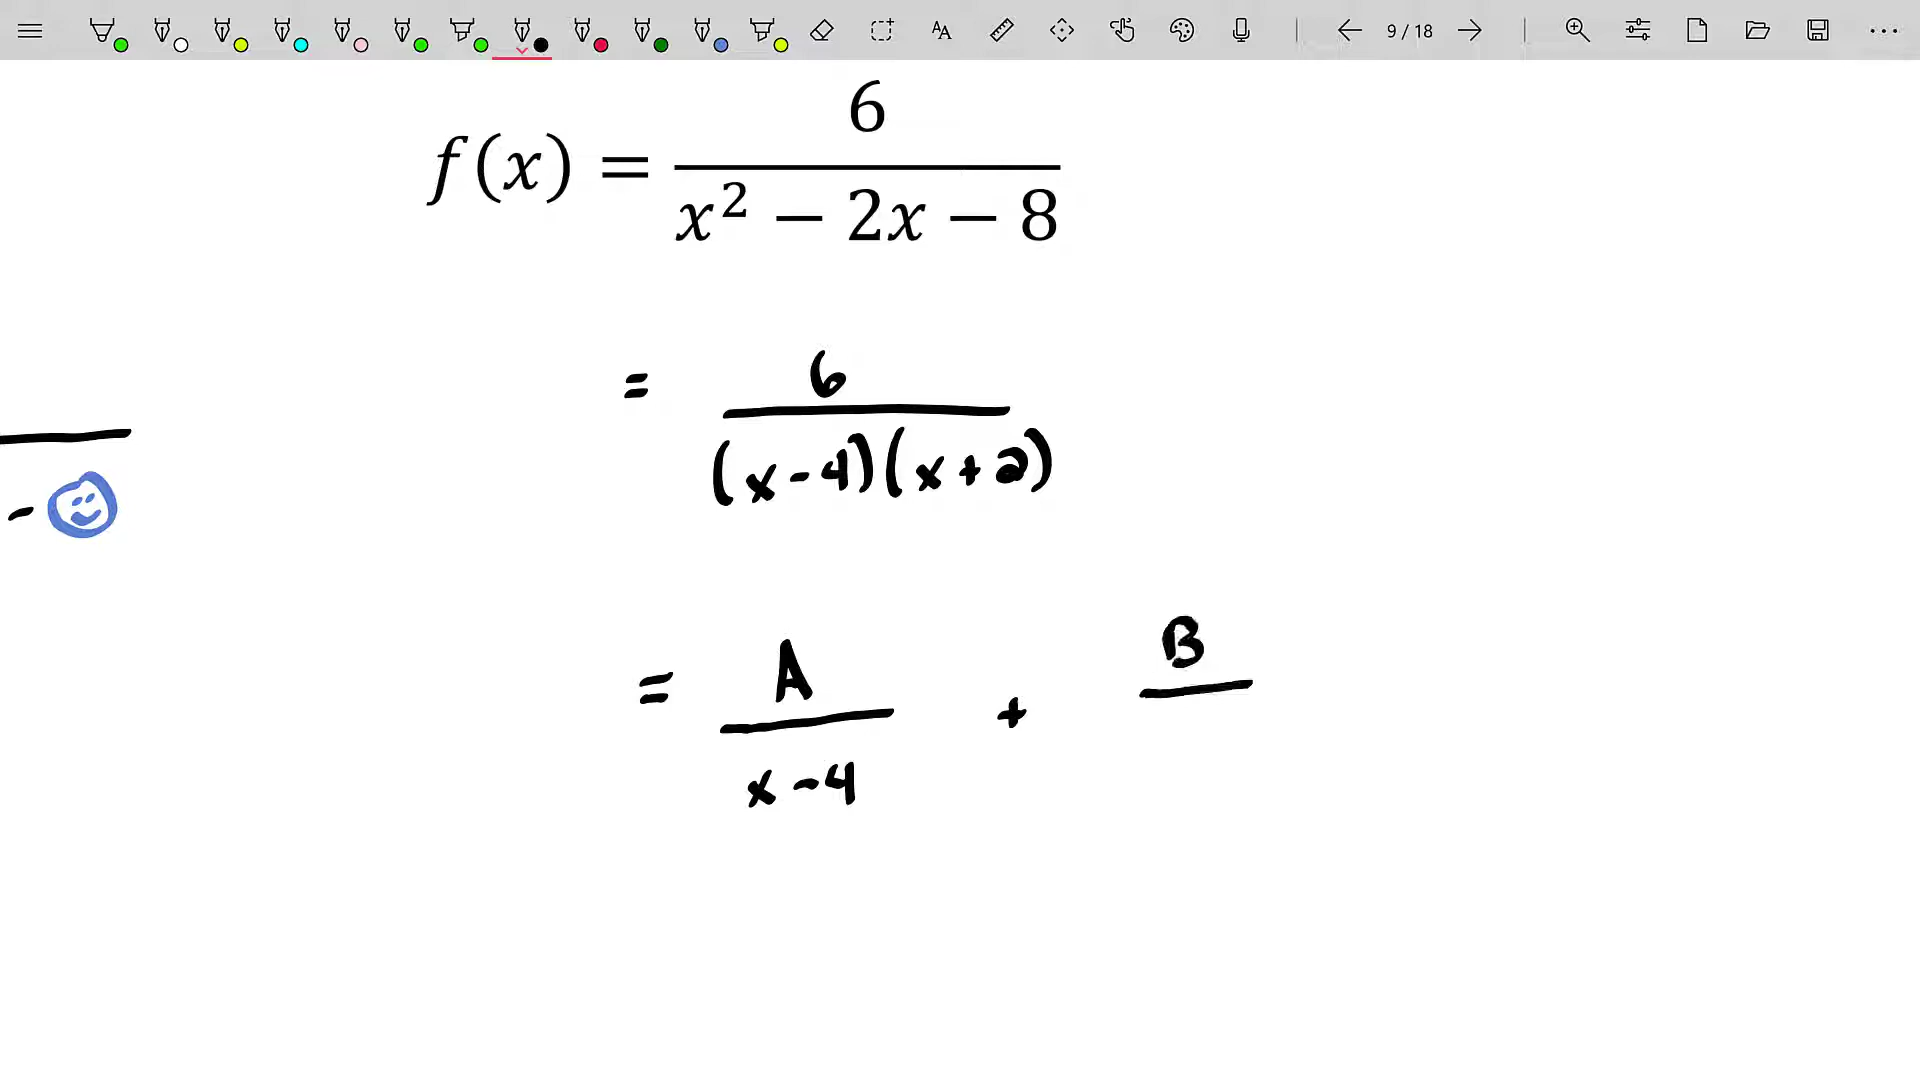 9 / 18
f(x) = 6 / (x² − 2x − 8)
= 6 / ((x-4)(x+2))
-
= A / (x-4) + B /